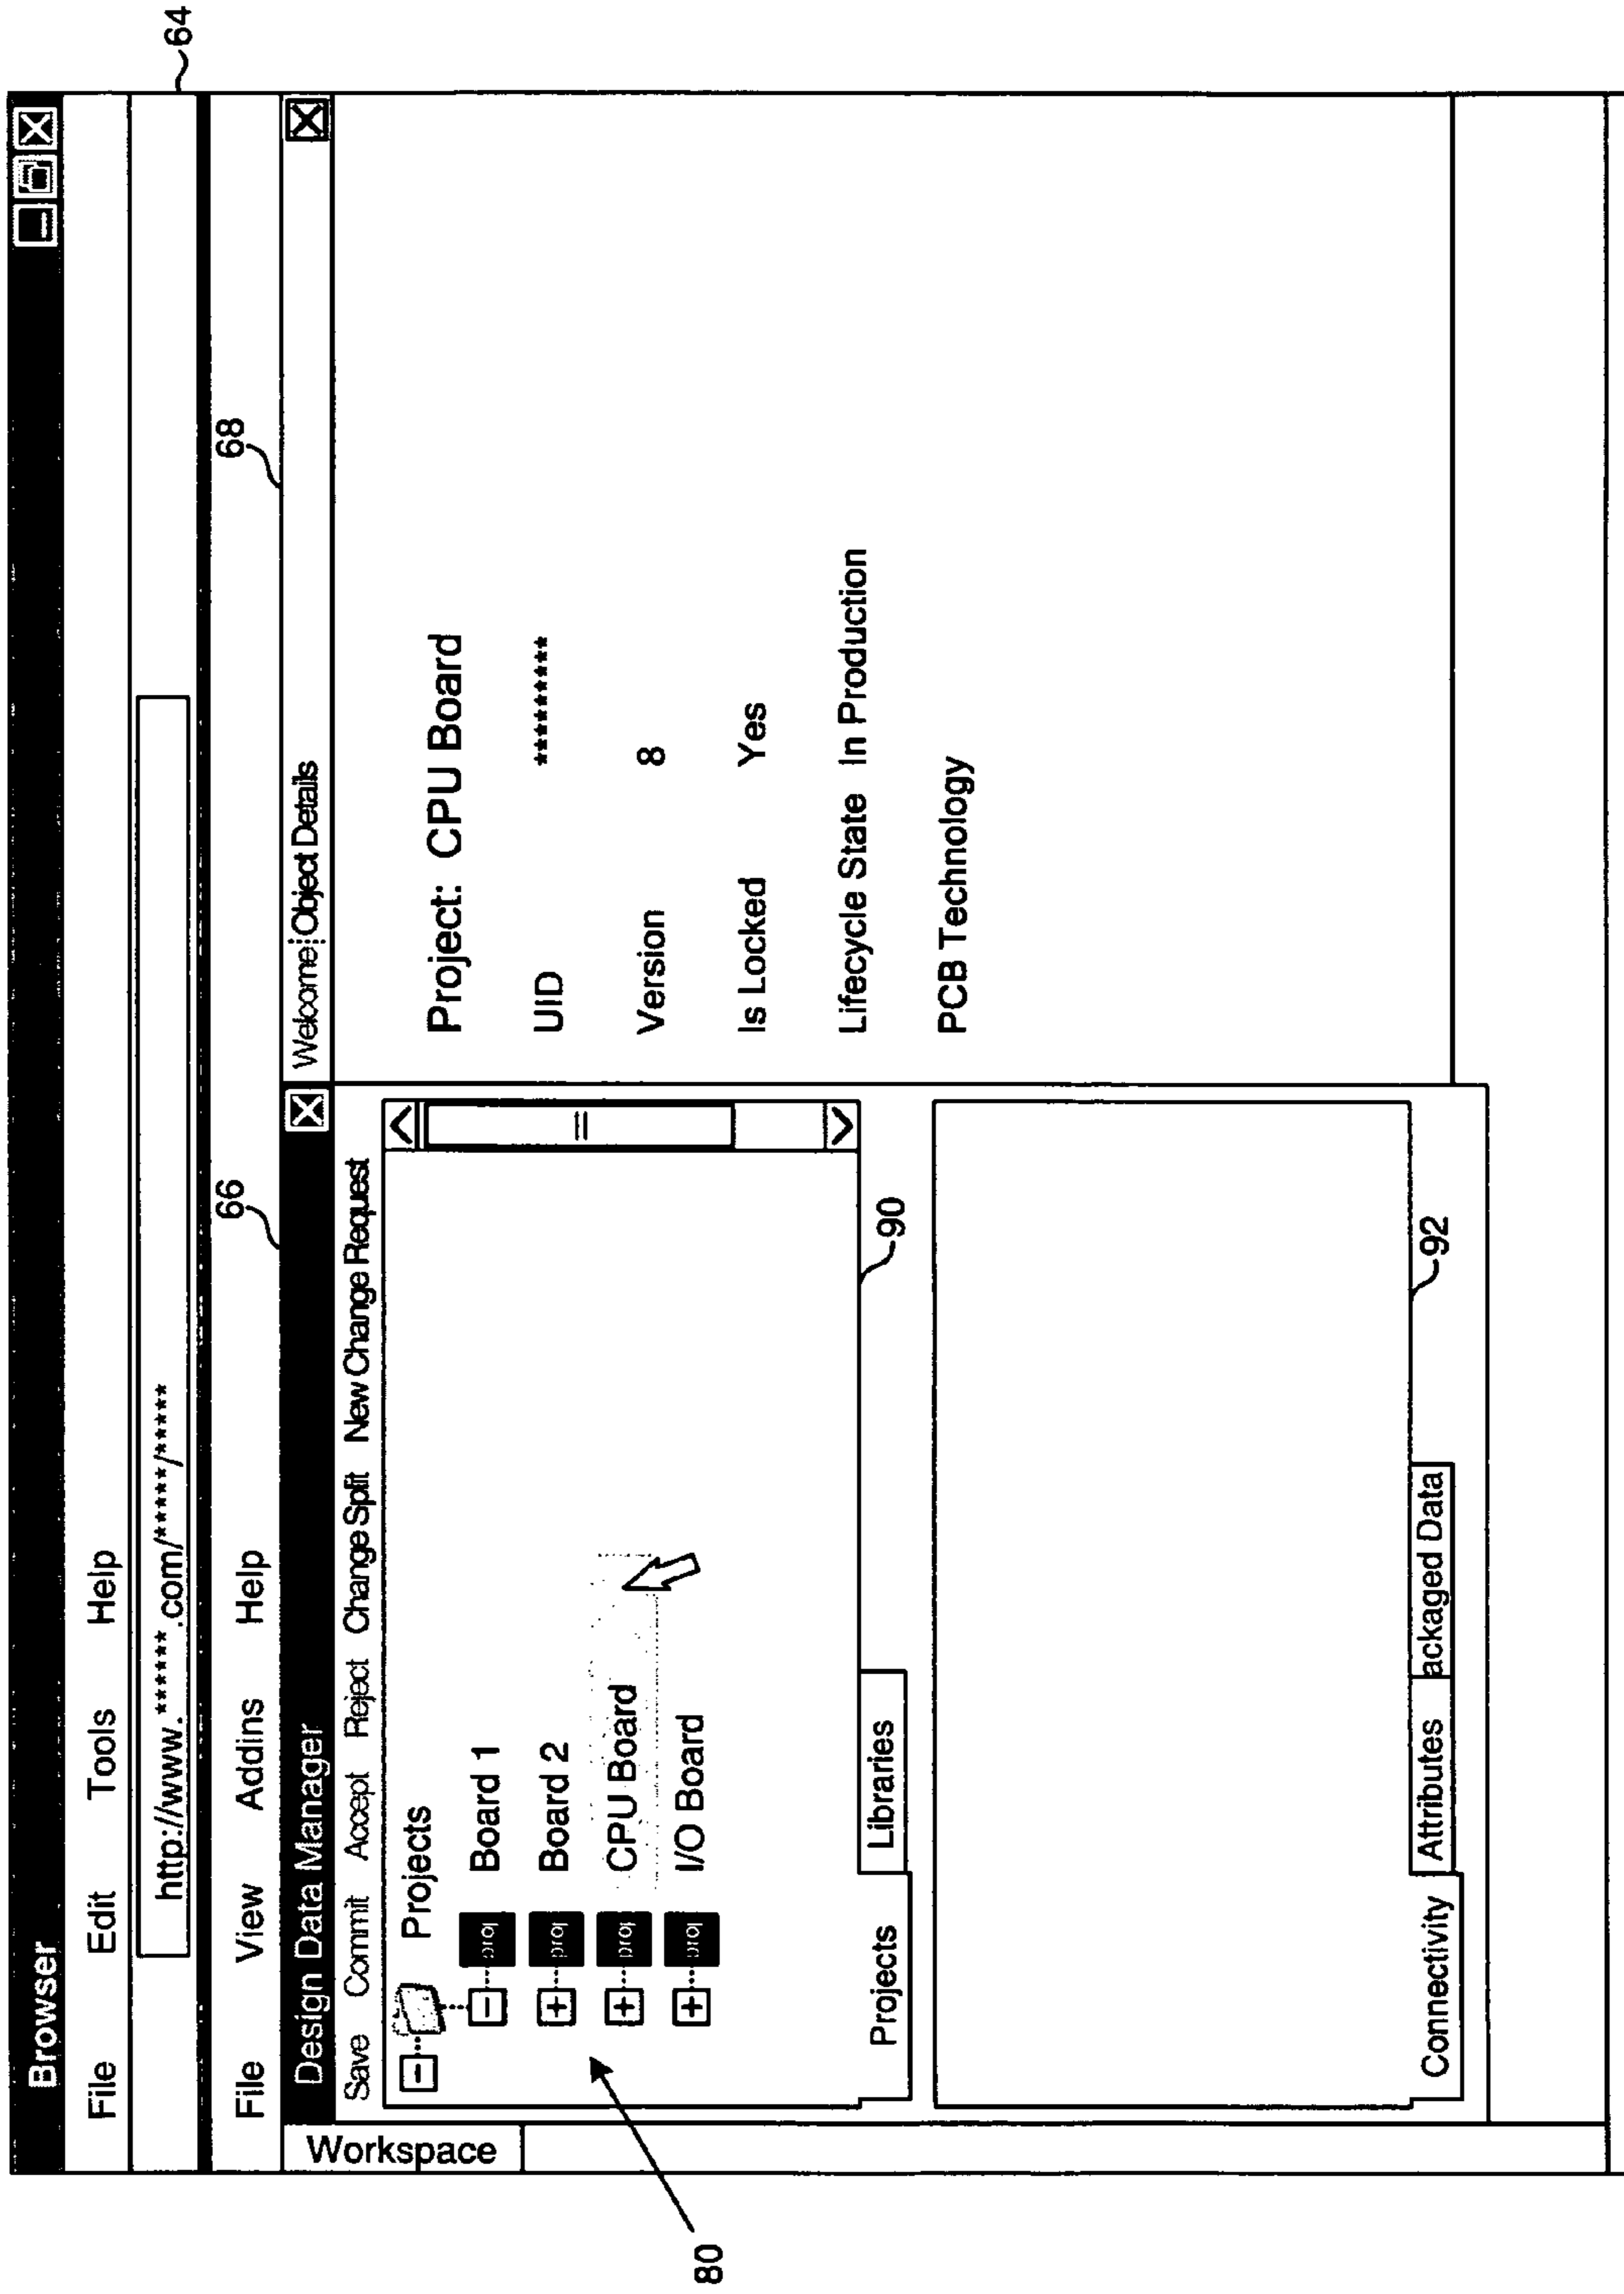 Browser
File Edit Tools Help
http://www.******.com/*****/*****
64
File View Addins Help
66
68
Design Data Manager
Welcome Object Details
Workspace
Save Commit Accept Reject Change Split New Change Request
Projects
Board 1
Board 2
CPU Board
I/O Board
80
Projects Libraries
90
Connectivity Attributes ackaged Data
92
Project: CPU Board
UID ********
Version 8
Is Locked Yes
Lifecycle State In Production
PCB Technology